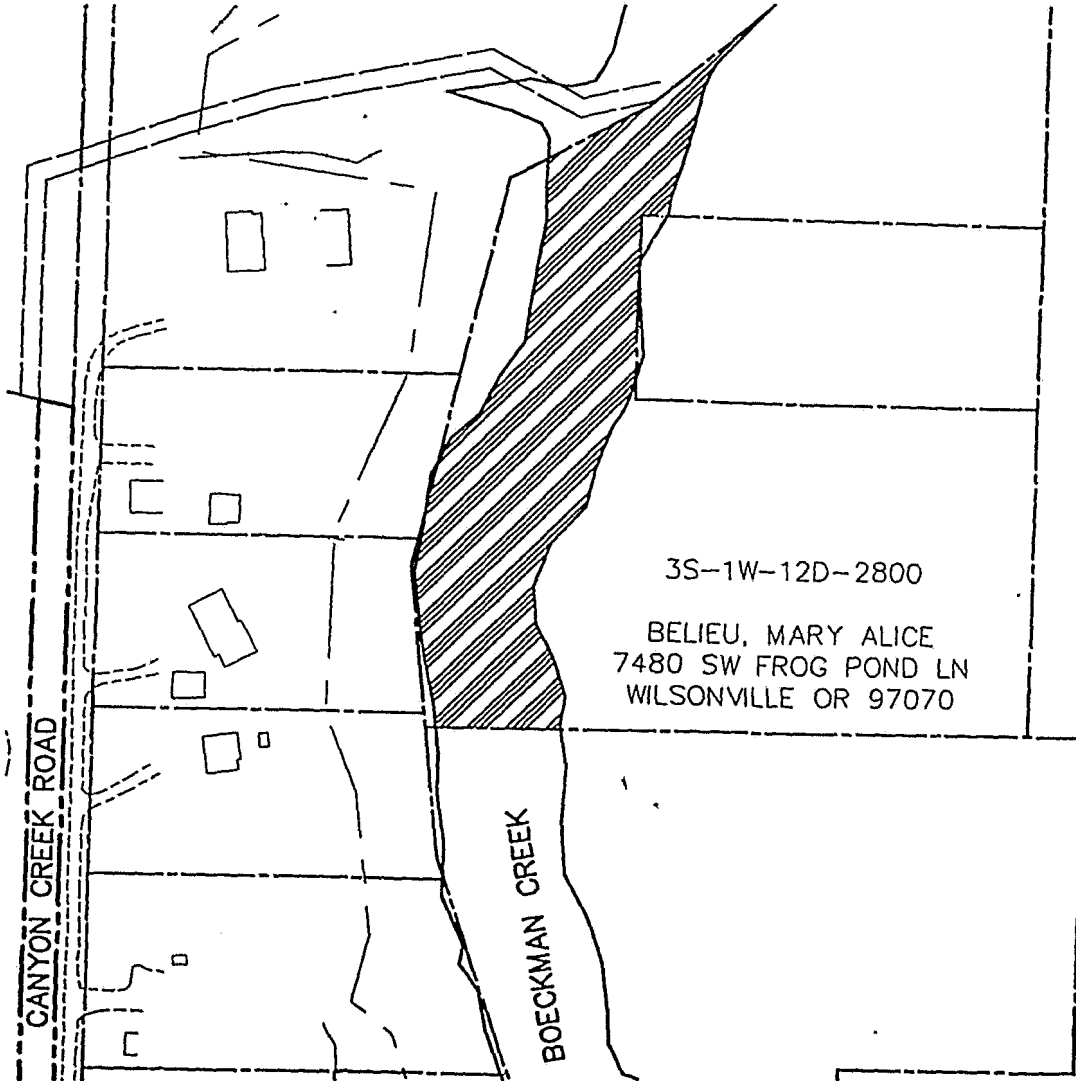 3S-1W-12D-2800
BELIEU, MARY ALICE
7480 SW FROG POND LN
WILSONVILLE OR 97070
CANYON CREEK ROAD
BOECKMAN CREEK